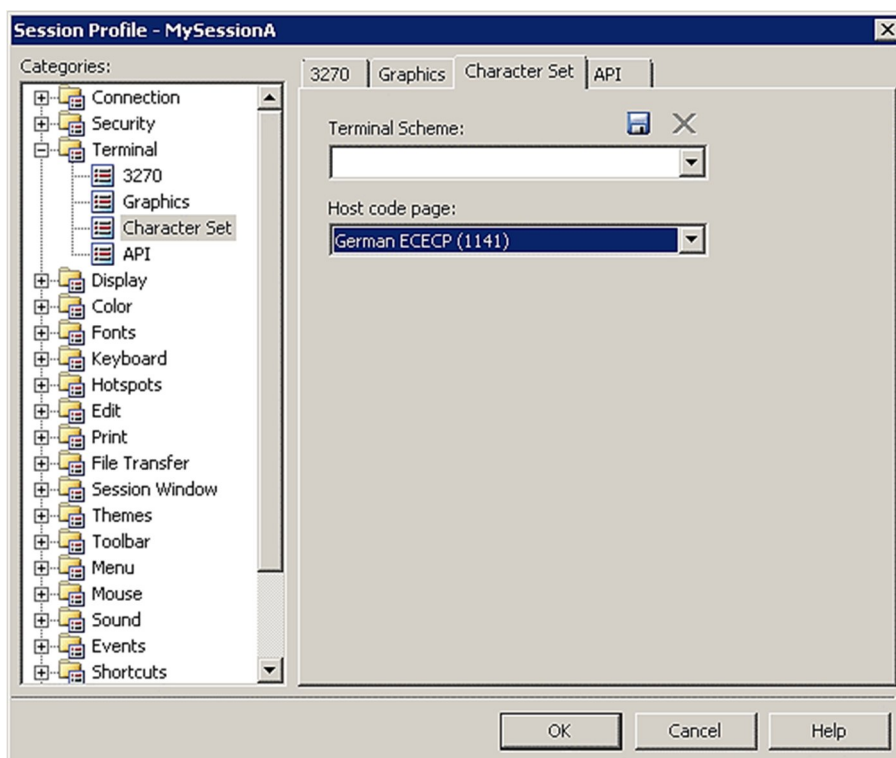 Session Profile - MySessionA
Categories:
Connection
Security
Terminal
3270
Graphics
Character Set
API
Display
Color
Fonts
Keyboard
Hotspots
Edit
Print
File Transfer
Session Window
Themes
Toolbar
Menu
Mouse
Sound
Events
Shortcuts
3270 Graphics Character Set API
Terminal Scheme:
Host code page:
German ECECP (1141)
OK Cancel Help